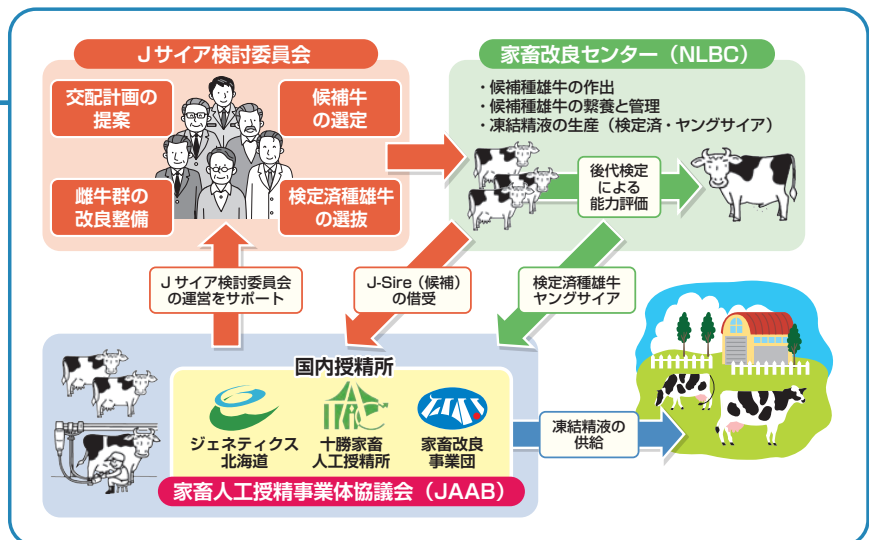 Jサイア検討委員会
交配計画の
提案
候補牛
の選定
雌牛群の
改良整備
検定済種雄牛
の選抜
家畜改良センター（NLBC）
・候補種雄牛の作出
・候補種雄牛の繋養と管理
・凍結精液の生産（検定済・ヤングサイア）
後代検定
による
能力評価
Jサイア検討委員会
の運営をサポート
J-Sire（候補）
の借受
検定済種雄牛
ヤングサイア
国内授精所
ジェネティクス
北海道
十勝家畜
人工授精所
家畜改良
事業団
家畜人工授精事業体協議会（JAAB）
凍結精液の
供給